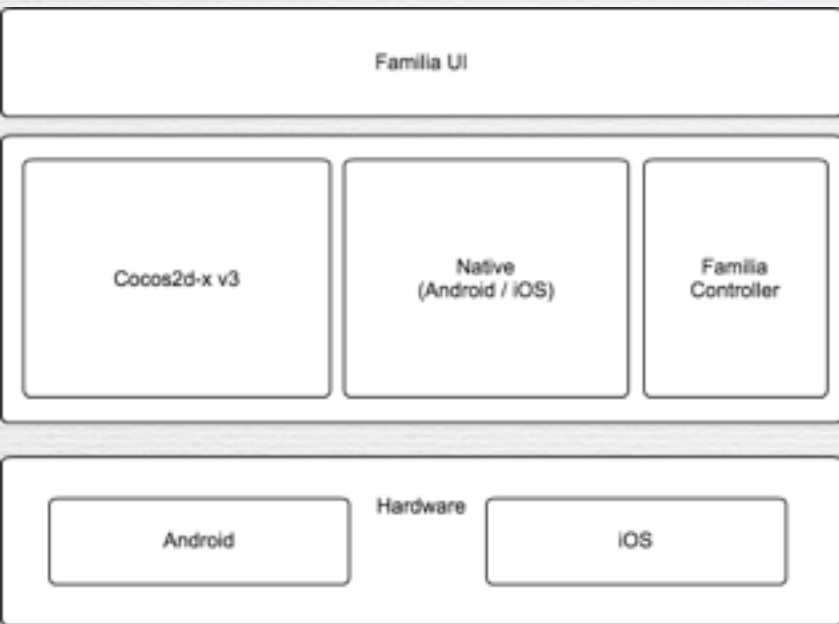 Familia UI
Cocos2d-x v3
Native
(Android / iOS)
Familia
Controller
Hardware
Android
iOS